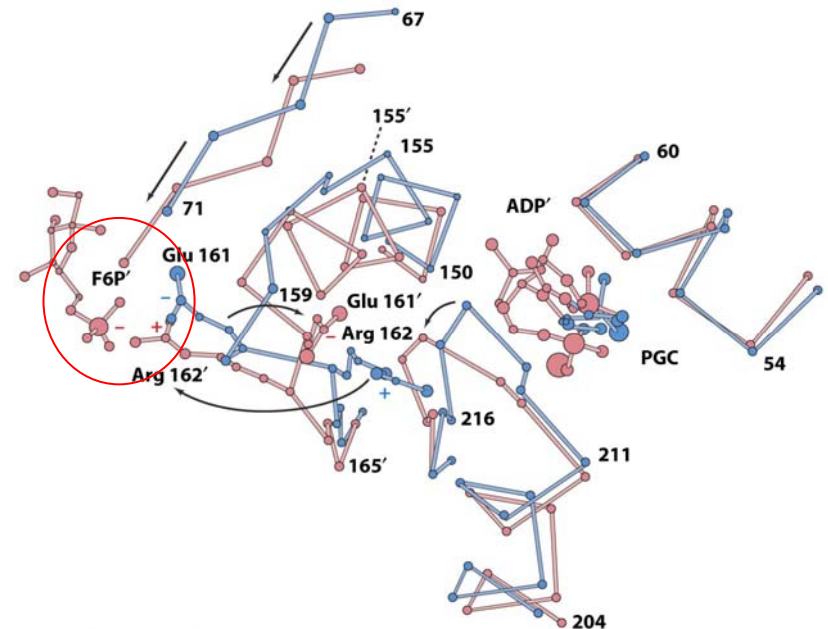 67
155′
155
60
ADP′
71
Glu 161
F6P′
−
150
159
Glu 161′
−
+
−
Arg 162
PGC
54
Arg 162′
+
216
211
165′
204